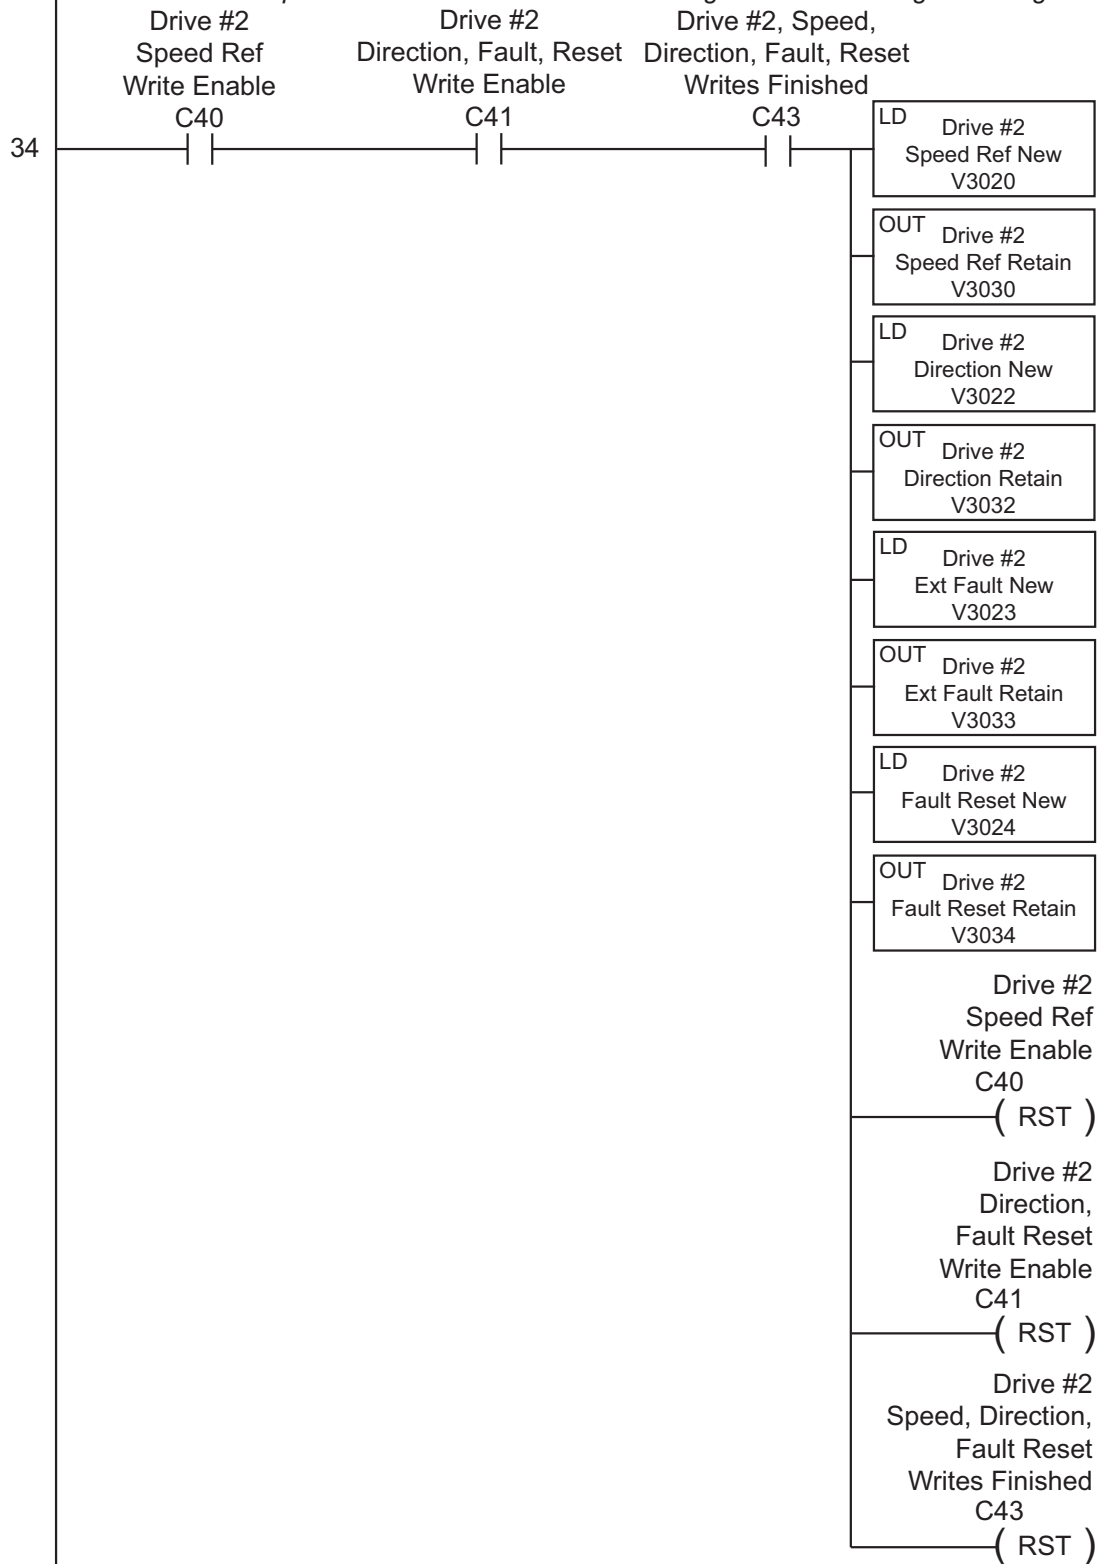 Drive #2
Speed Ref
Write Enable
C40
Drive #2
Direction, Fault, Reset
Write Enable
C41
Drive #2, Speed,
Direction, Fault, Reset
Writes Finished
C43
34
LD
Drive #2
Speed Ref New
V3020
OUT
Drive #2
Speed Ref Retain
V3030
LD
Drive #2
Direction New
V3022
OUT
Drive #2
Direction Retain
V3032
LD
Drive #2
Ext Fault New
V3023
OUT
Drive #2
Ext Fault Retain
V3033
LD
Drive #2
Fault Reset New
V3024
OUT
Drive #2
Fault Reset Retain
V3034
Drive #2
Speed Ref
Write Enable
C40
( RST )
Drive #2
Direction,
Fault Reset
Write Enable
C41
( RST )
Drive #2
Speed, Direction,
Fault Reset
Writes Finished
C43
( RST )